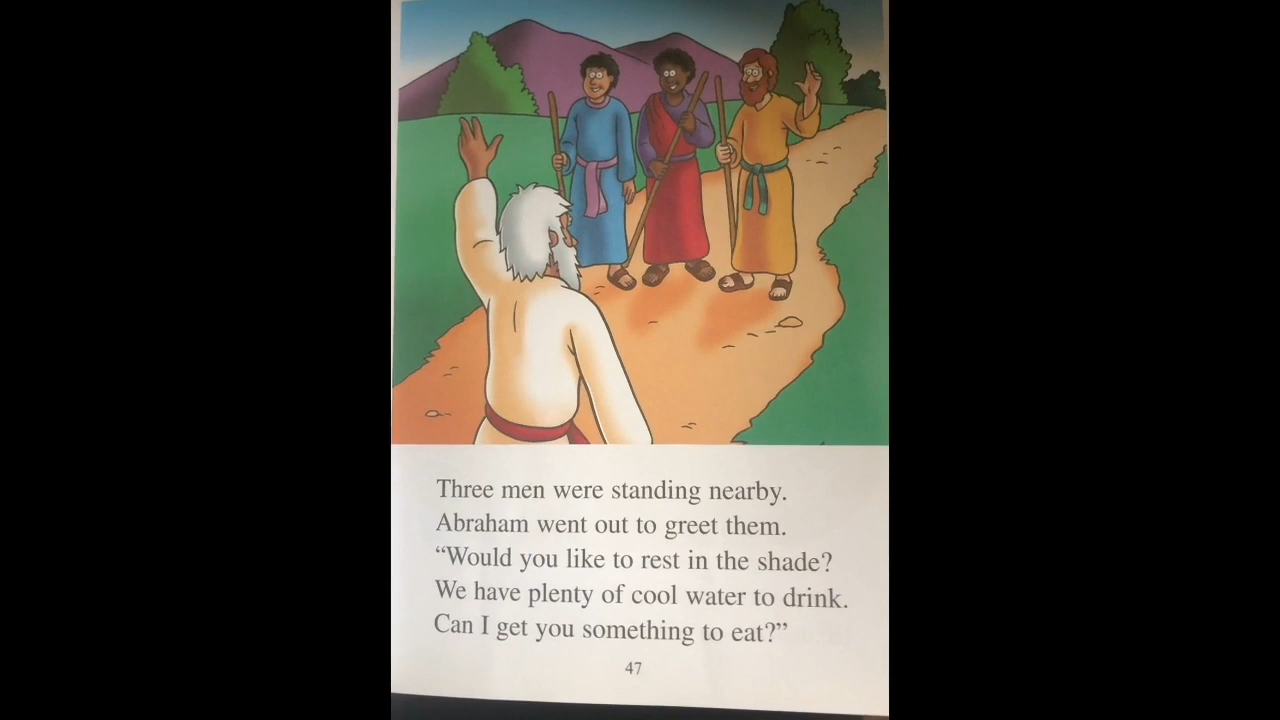 Three men were standing nearby.
Abraham went out to greet them.
“Would you like to rest in the shade?
We have plenty of cool water to drink.
Can I get you something to eat?”
47